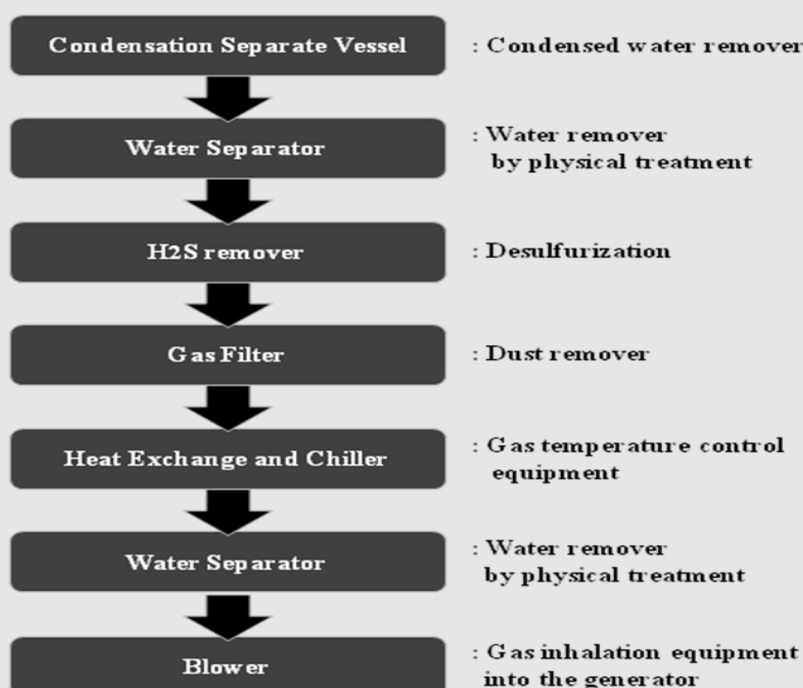 Condensation Separate Vessel : Condensed water remover
Water Separator : Water remover
by physical treatment
H2S remover : Desulfurization
Gas Filter : Dust remover
Heat Exchange and Chiller : Gas temperature control
equipment
Water Separator : Water remover
by physical treatment
Blower : Gas inhalation equipment
into the generator